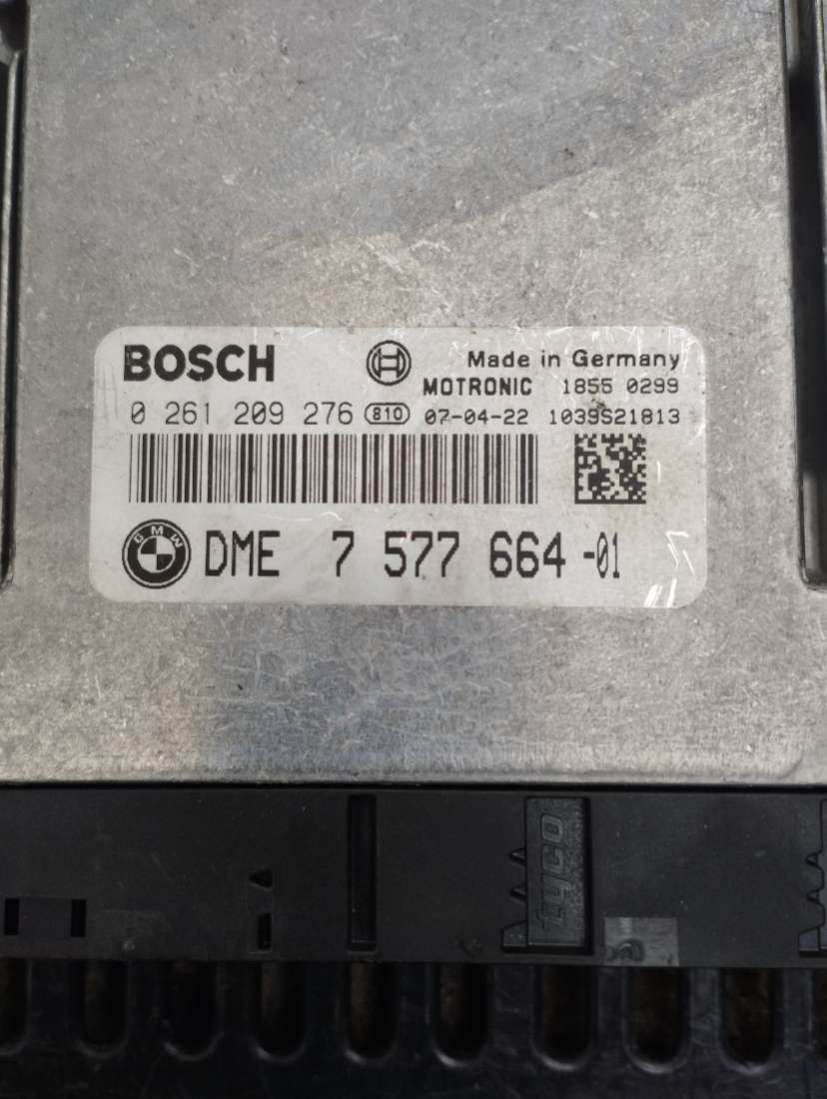 BOSCH Made in Germany
MOTRONIC 1855 0299
0 261 209 276 810 07-04-22 1039S21813
BMW DME 7 577 664 -01
tyco